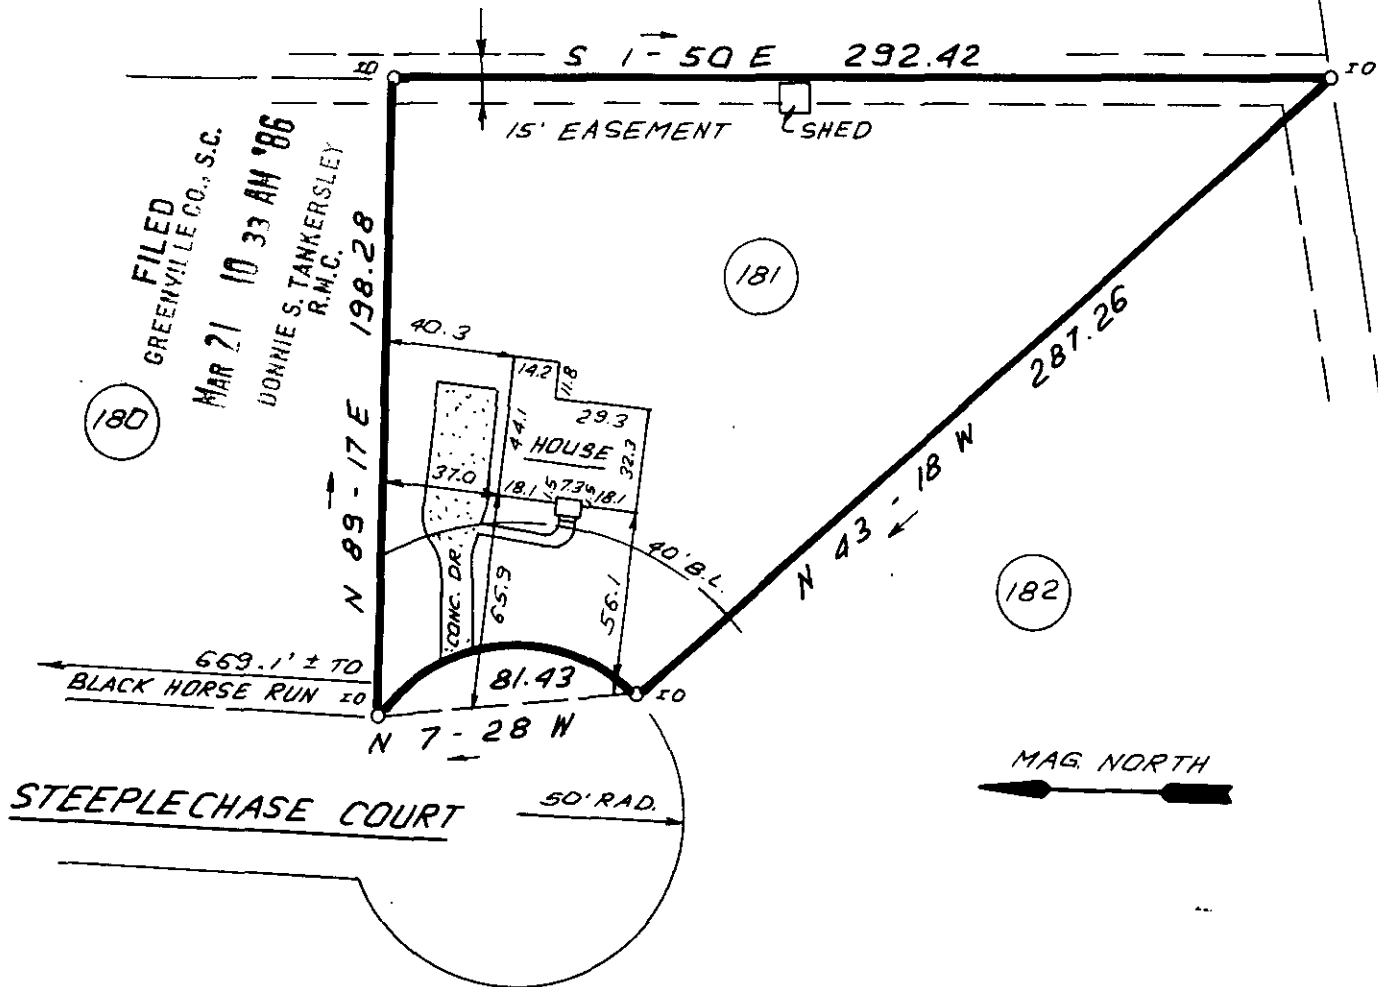 S 1-50 E 292.42
IO
15' EASEMENT
SHED
FILED
GREENVILLE CO., S.C.
MAR 21 10 33 AM '86
DONNIE S. TANKERSLEY
R.M.C.
N 89-17 E 198.28
180
181
182
40.3
14.2
11.8
29.3
44.1
HOUSE
32.3
37.0
18.1
1.5
7.3
18.1
CONC. DR.
65.9
56.1
40' B.L.
287.26
N 43-18 W
669.1' ± TO
BLACK HORSE RUN
IO
81.43
IO
N 7-28 W
STEEPLECHASE COURT
50' RAD.
MAG. NORTH